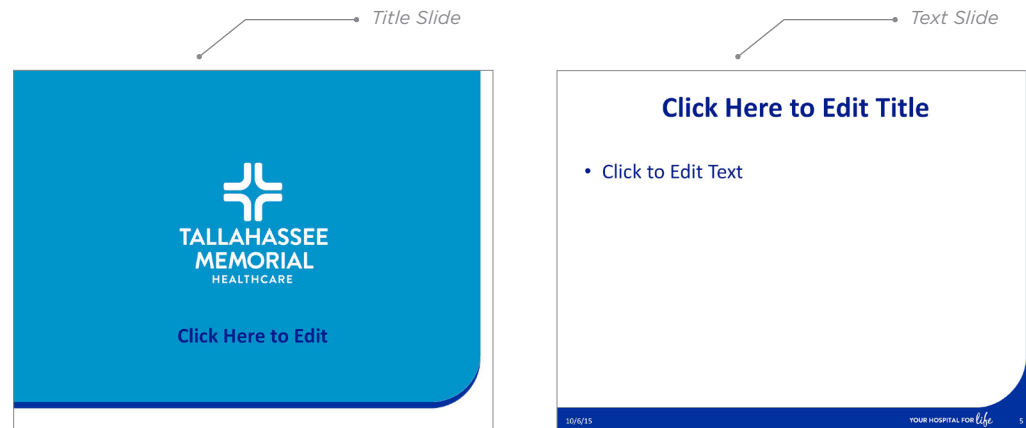 Title Slide
TALLAHASSEE
MEMORIAL
HEALTHCARE
Click Here to Edit
Text Slide
Click Here to Edit Title
• Click to Edit Text
10/6/15
YOUR HOSPITAL FOR life
5